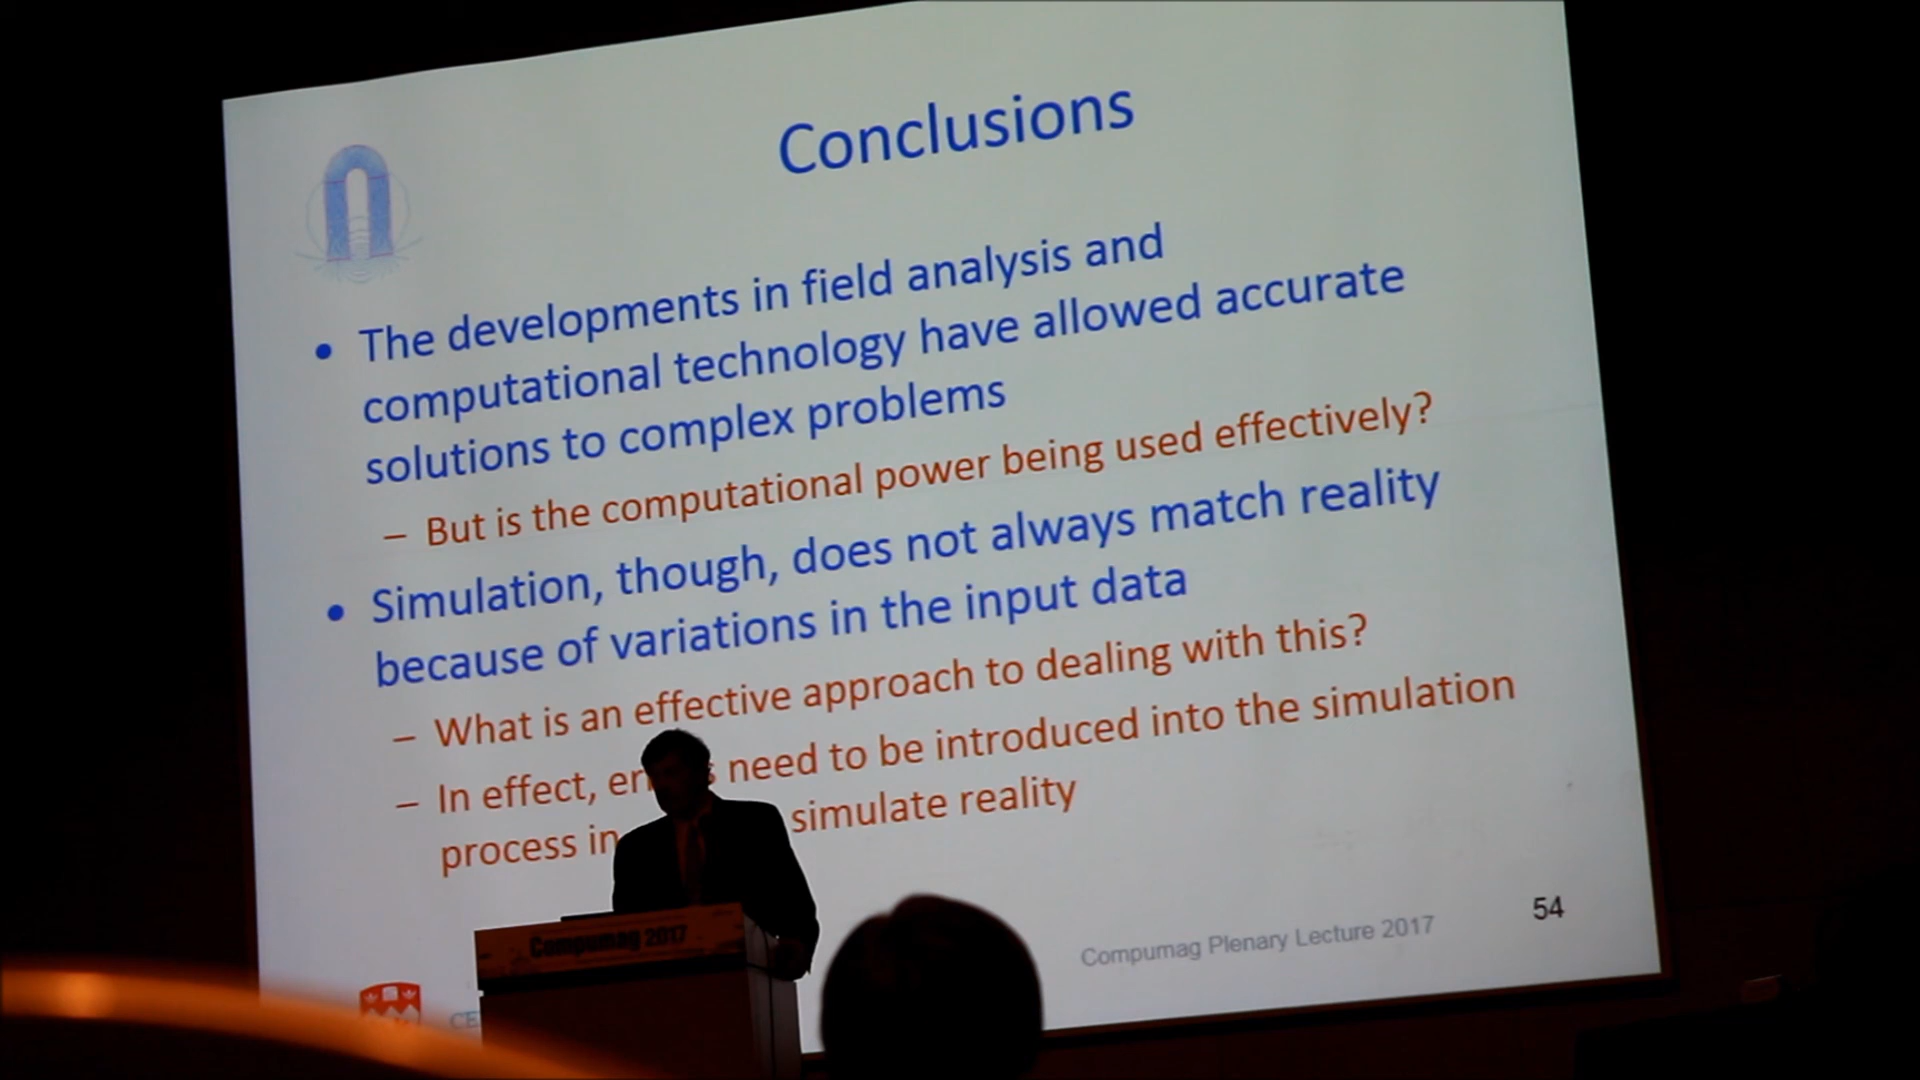 Conclusions
• The developments in field analysis and
computational technology have allowed accurate
solutions to complex problems
– But is the computational power being used effectively?
• Simulation, though, does not always match reality
because of variations in the input data
– What is an effective approach to dealing with this?
– In effect, need to be introduced into the simulation
process in simulate reality
Compumag 2017
Compumag Plenary Lecture 2017
54
CE